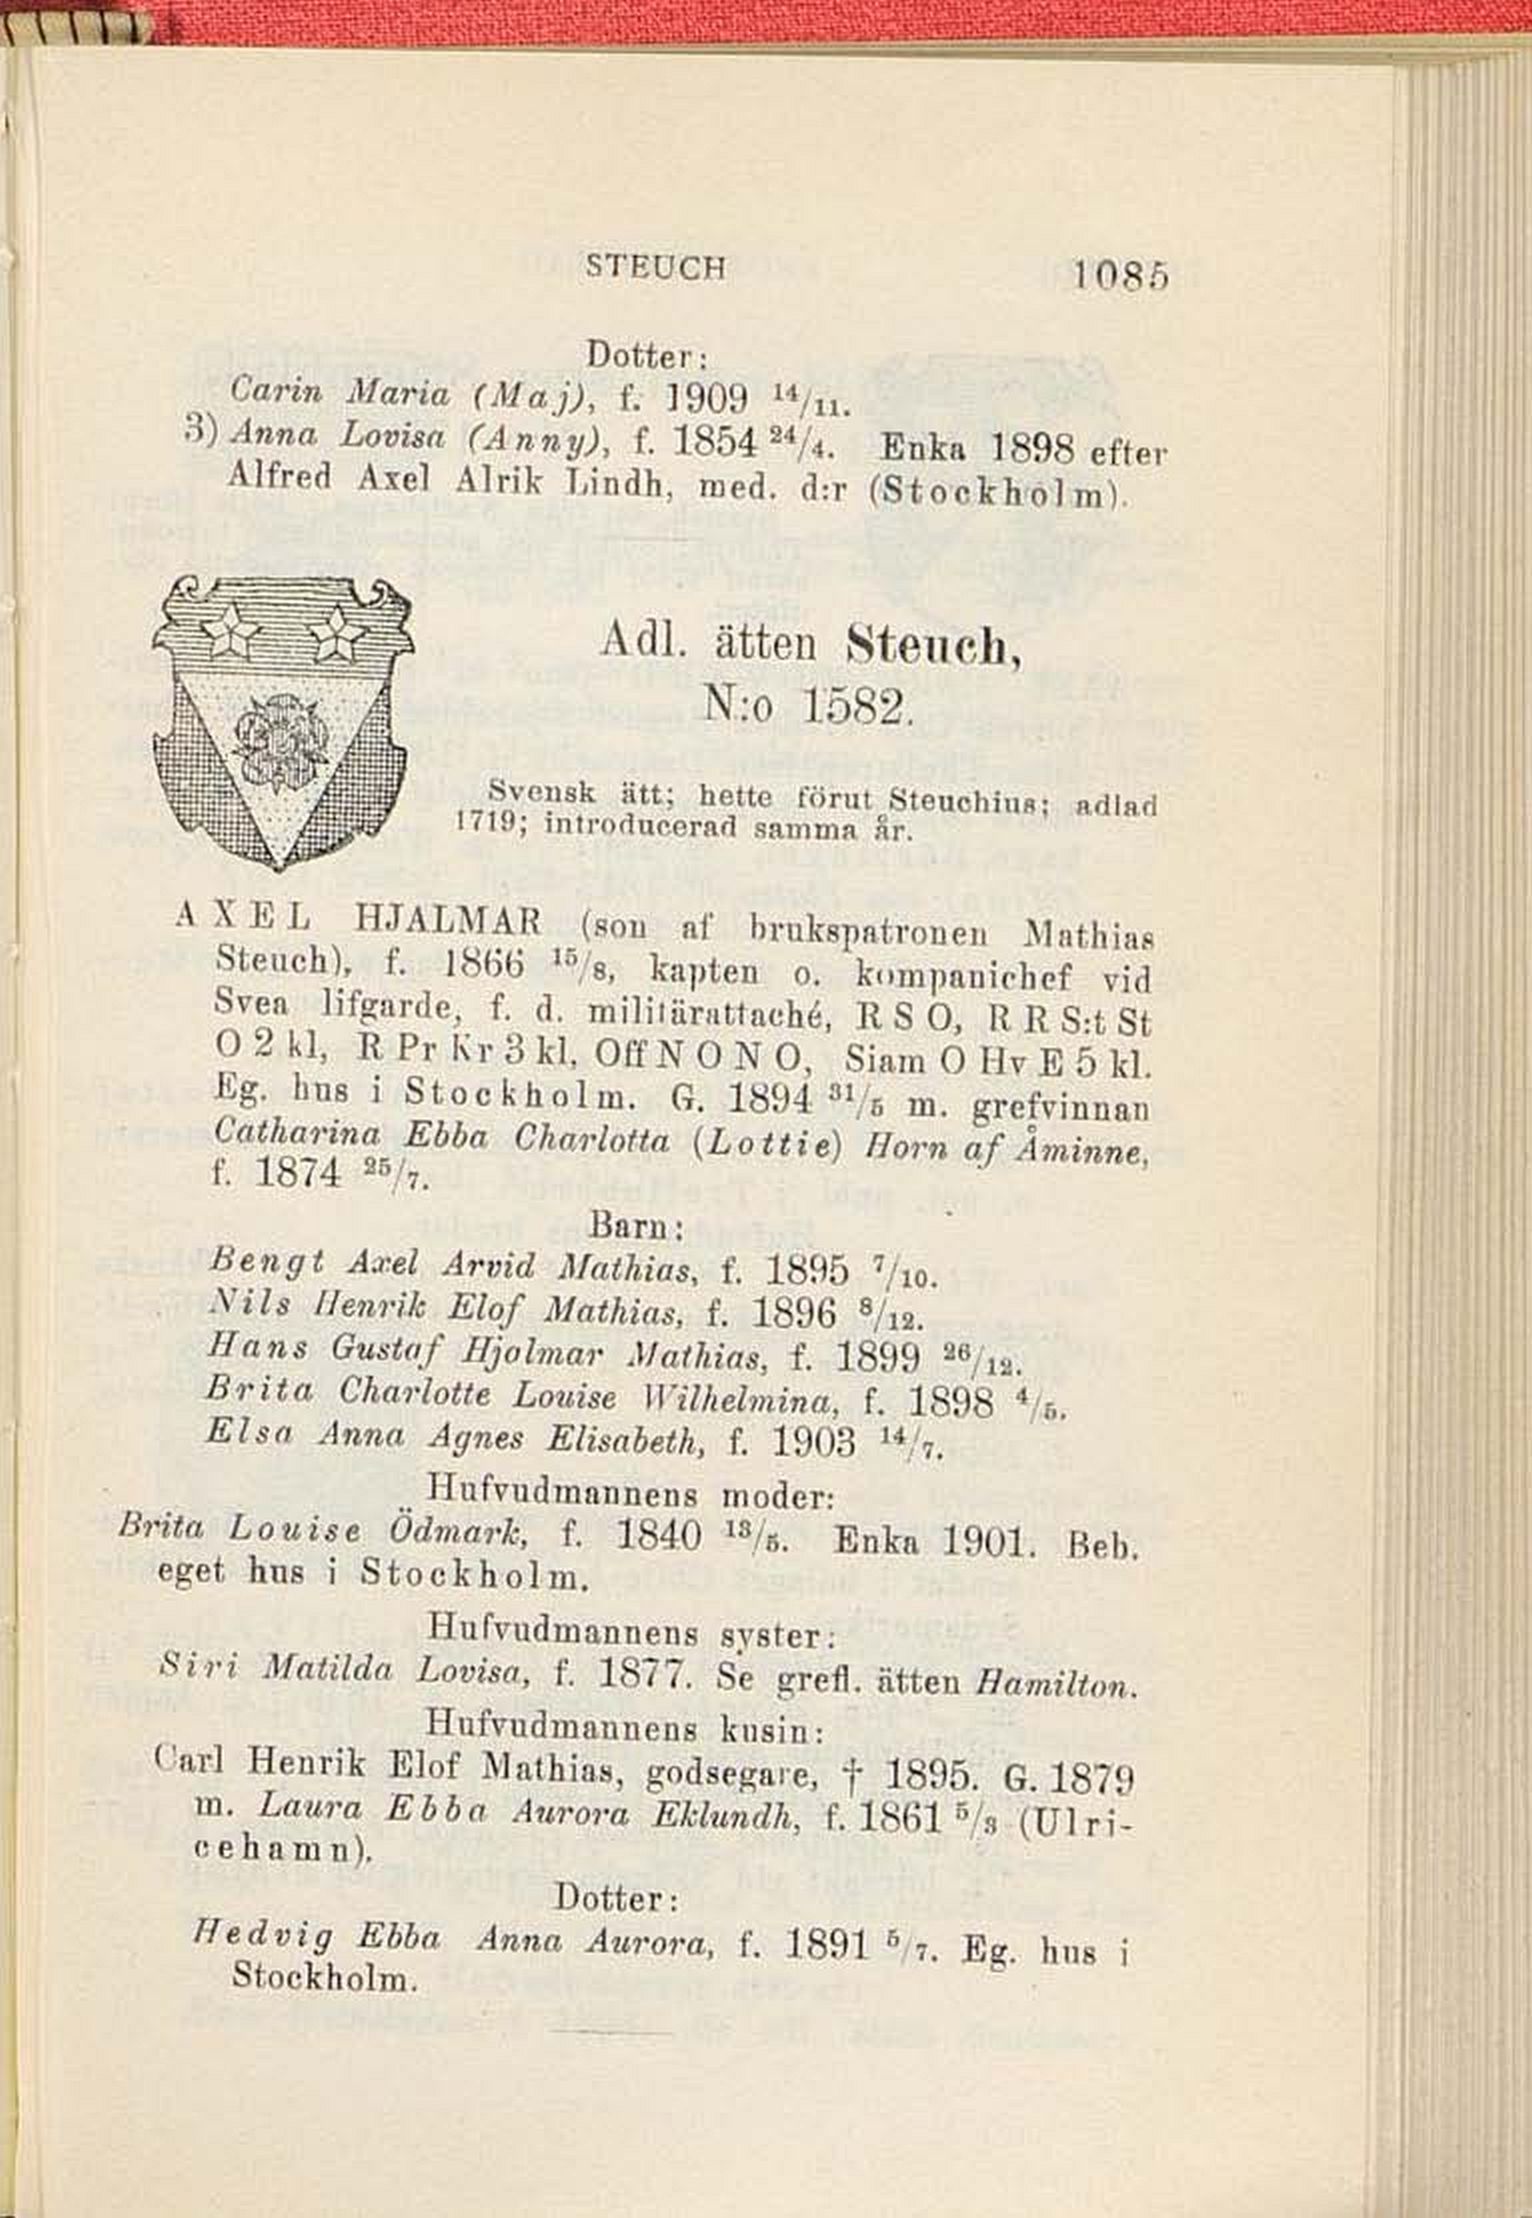 STEUCH 1085
Dotter:
Carin Maria (Maj), f. 1909 14/11.
3) Anna Lovisa (Anny), f. 1854 24/4. Enka 1898 efter
Alfred Axel Alrik Lindh, med. d:r (Stockholm).
Adl. ätten Steuch,
N:o 1582.
Svensk ätt; hette förut Steuchius; adlad
1719; introducerad samma år.
AXEL HJALMAR (son af brukspatronen Mathias
Steuch), f. 1866 15/8, kapten o. kompanichef vid
Svea lifgarde, f. d. militärattaché, R S O, R R S:t St
O 2 kl, R Pr Kr 3 kl, Off N O N O, Siam O Hv E 5 kl.
Eg. hus i Stockholm. G. 1894 31/5 m. grefvinnan
Catharina Ebba Charlotta (Lottie) Horn af Åminne,
f. 1874 25/7.
Barn:
Bengt Axel Arvid Mathias, f. 1895 7/10.
Nils Henrik Elof Mathias, f. 1896 8/12.
Hans Gustaf Hjalmar Mathias, f. 1899 26/12.
Brita Charlotte Louise Wilhelmina, f. 1898 4/5.
Elsa Anna Agnes Elisabeth, f. 1903 14/7.
Hufvudmannens moder:
Brita Louise Ödmark, f. 1840 13/5. Enka 1901. Beb.
eget hus i Stockholm.
Hufvudmannens syster:
Siri Matilda Lovisa, f. 1877. Se grefl. ätten Hamilton.
Hufvudmannens kusin:
Carl Henrik Elof Mathias, godsegare, † 1895. G. 1879
m. Laura Ebba Aurora Eklundh, f. 1861 5/3 (Ulri-
cehamn).
Dotter:
Hedvig Ebba Anna Aurora, f. 1891 5/7. Eg. hus i
Stockholm.